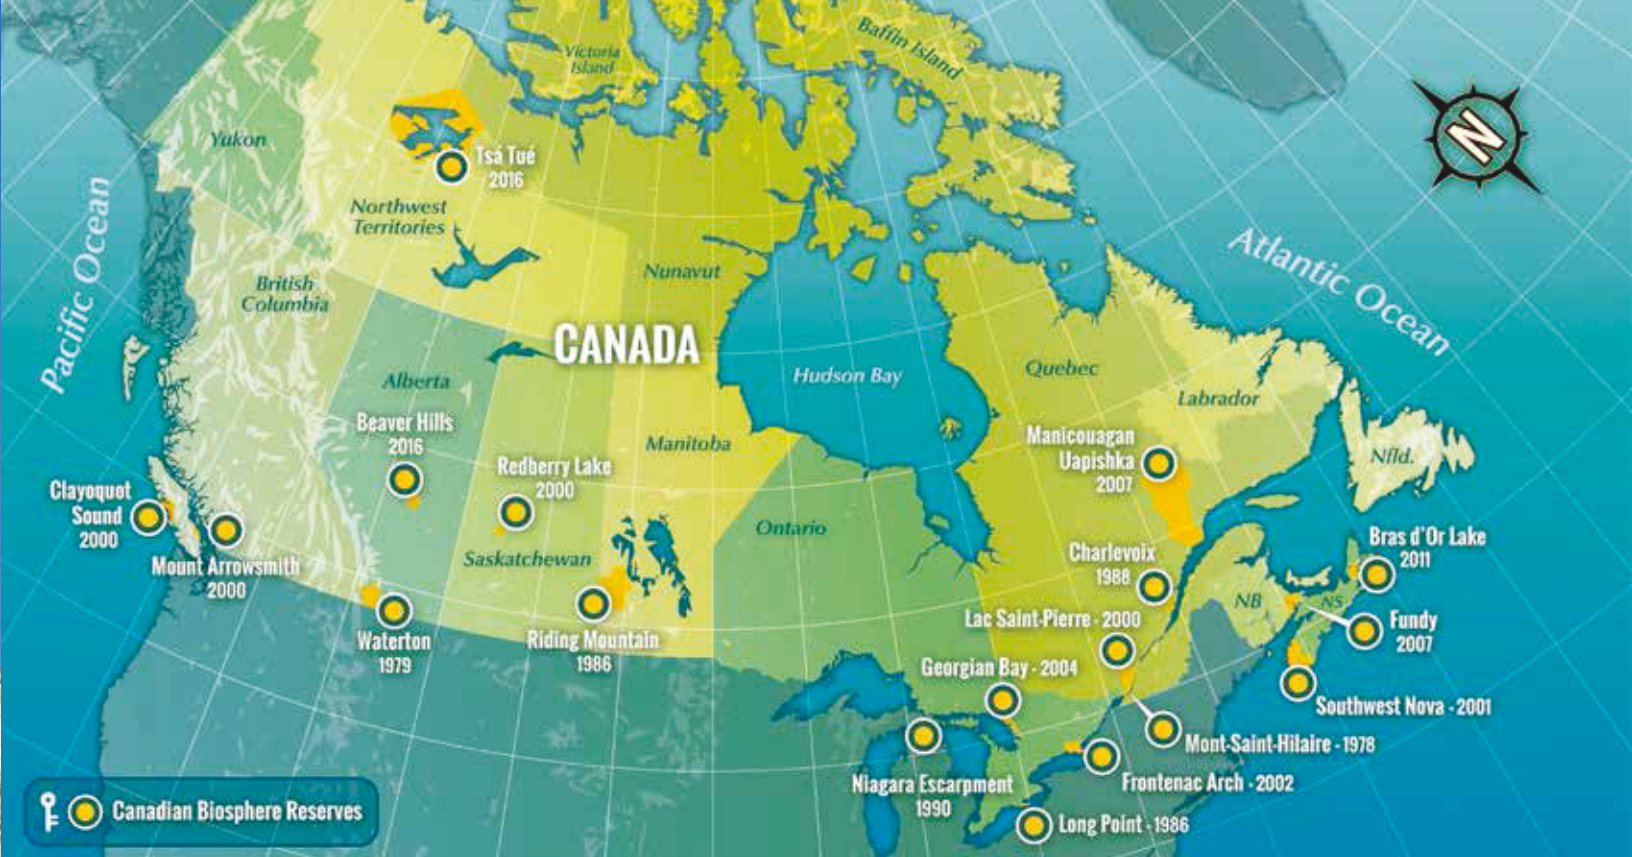 Victoria
Island
Baffin Island
Yukon
Tsá Tué
2016
N
Northwest
Territories
Pacific Ocean
Atlantic Ocean
British
Columbia
Nunavut
CANADA
Hudson Bay
Quebec
Alberta
Labrador
Beaver Hills
2016
Manitoba
Manicouagan
Uapishka
2007
Nfld.
Redberry Lake
2000
Clayoquot
Sound
2000
Ontario
Bras d'Or Lake
2011
Saskatchewan
Mount Arrowsmith
2000
Charlevoix
1988
NB
NS
Lac Saint-Pierre - 2000
Fundy
2007
Waterton
1979
Riding Mountain
1986
Georgian Bay - 2004
Southwest Nova - 2001
Mont-Saint-Hilaire - 1978
Niagara Escarpment
1990
Frontenac Arch - 2002
Long Point - 1986
Canadian Biosphere Reserves